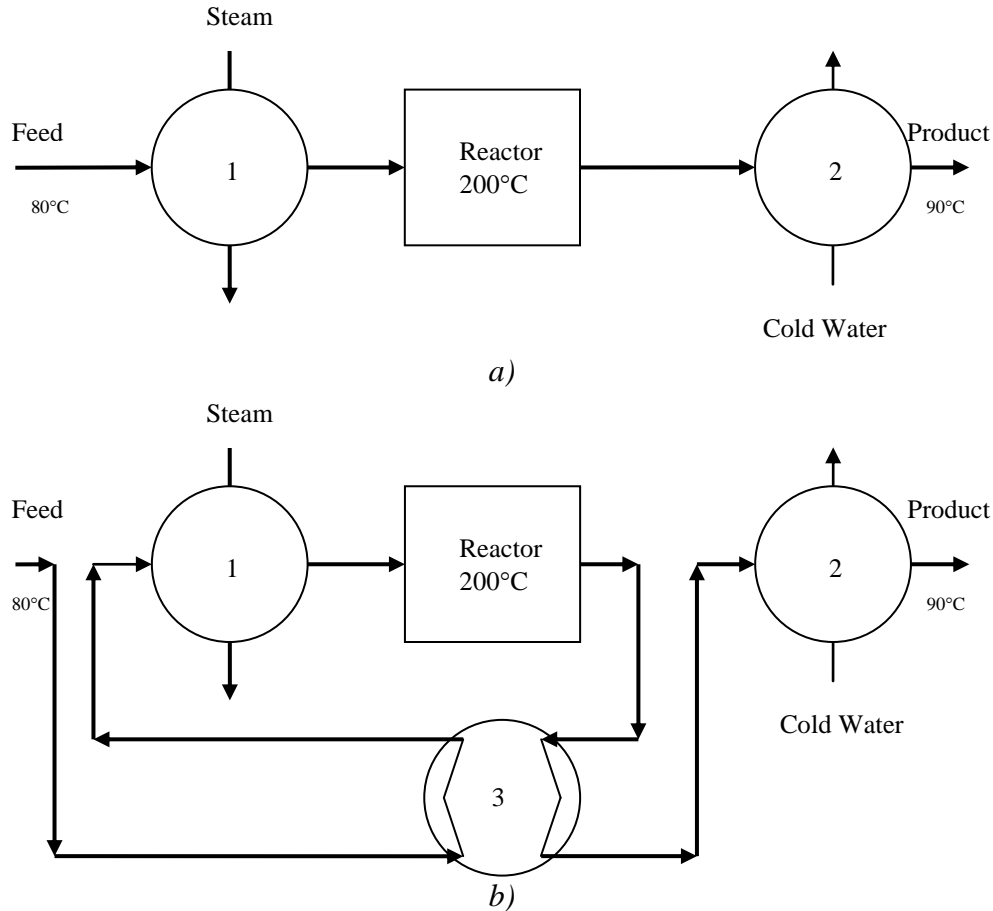 Steam
Feed
Product
1
Reactor
200°C
2
80°C
90°C
Cold Water
a)
Steam
Feed
Product
1
Reactor
200°C
2
80°C
90°C
Cold Water
3
b)